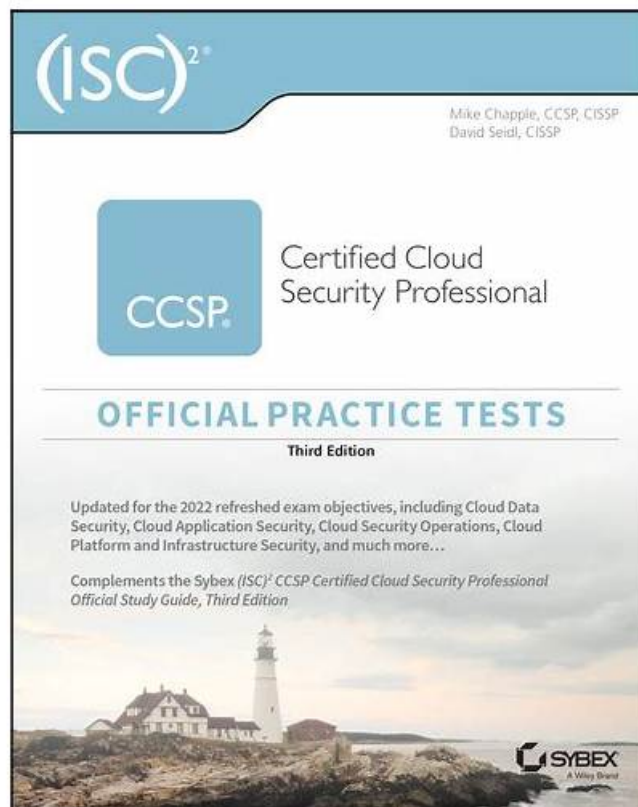 (ISC)²®
Mike Chapple, CCSP, CISSP
David Seidl, CISSP
CCSP®
Certified Cloud
Security Professional
OFFICIAL PRACTICE TESTS
Third Edition
Updated for the 2022 refreshed exam objectives, including Cloud Data
Security, Cloud Application Security, Cloud Security Operations, Cloud
Platform and Infrastructure Security, and much more…
Complements the Sybex (ISC)² CCSP Certified Cloud Security Professional
Official Study Guide, Third Edition
SYBEX
A Wiley Brand